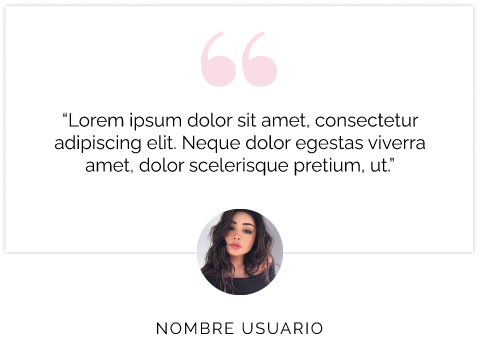 “Lorem ipsum dolor sit amet, consectetur
adipiscing elit. Neque dolor egestas viverra
amet, dolor scelerisque pretium, ut.”
NOMBRE USUARIO